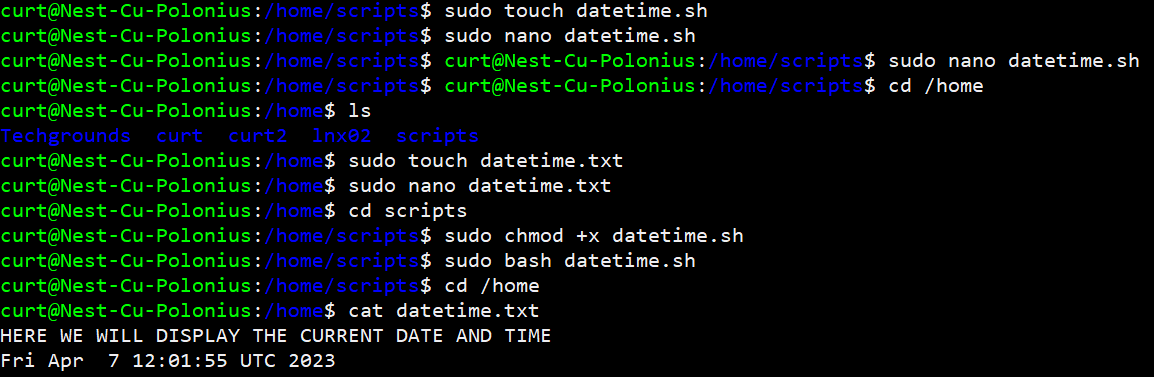 curt@Nest-Cu-Polonius:/home/scripts$ sudo touch datetime.sh
curt@Nest-Cu-Polonius:/home/scripts$ sudo nano datetime.sh
curt@Nest-Cu-Polonius:/home/scripts$ curt@Nest-Cu-Polonius:/home/scripts$ sudo nano datetime.sh
curt@Nest-Cu-Polonius:/home/scripts$ curt@Nest-Cu-Polonius:/home/scripts$ cd /home
curt@Nest-Cu-Polonius:/home$ ls
Techgrounds  curt  curt2  lnx02  scripts
curt@Nest-Cu-Polonius:/home$ sudo touch datetime.txt
curt@Nest-Cu-Polonius:/home$ sudo nano datetime.txt
curt@Nest-Cu-Polonius:/home$ cd scripts
curt@Nest-Cu-Polonius:/home/scripts$ sudo chmod +x datetime.sh
curt@Nest-Cu-Polonius:/home/scripts$ sudo bash datetime.sh
curt@Nest-Cu-Polonius:/home/scripts$ cd /home
curt@Nest-Cu-Polonius:/home$ cat datetime.txt
HERE WE WILL DISPLAY THE CURRENT DATE AND TIME
Fri Apr  7 12:01:55 UTC 2023